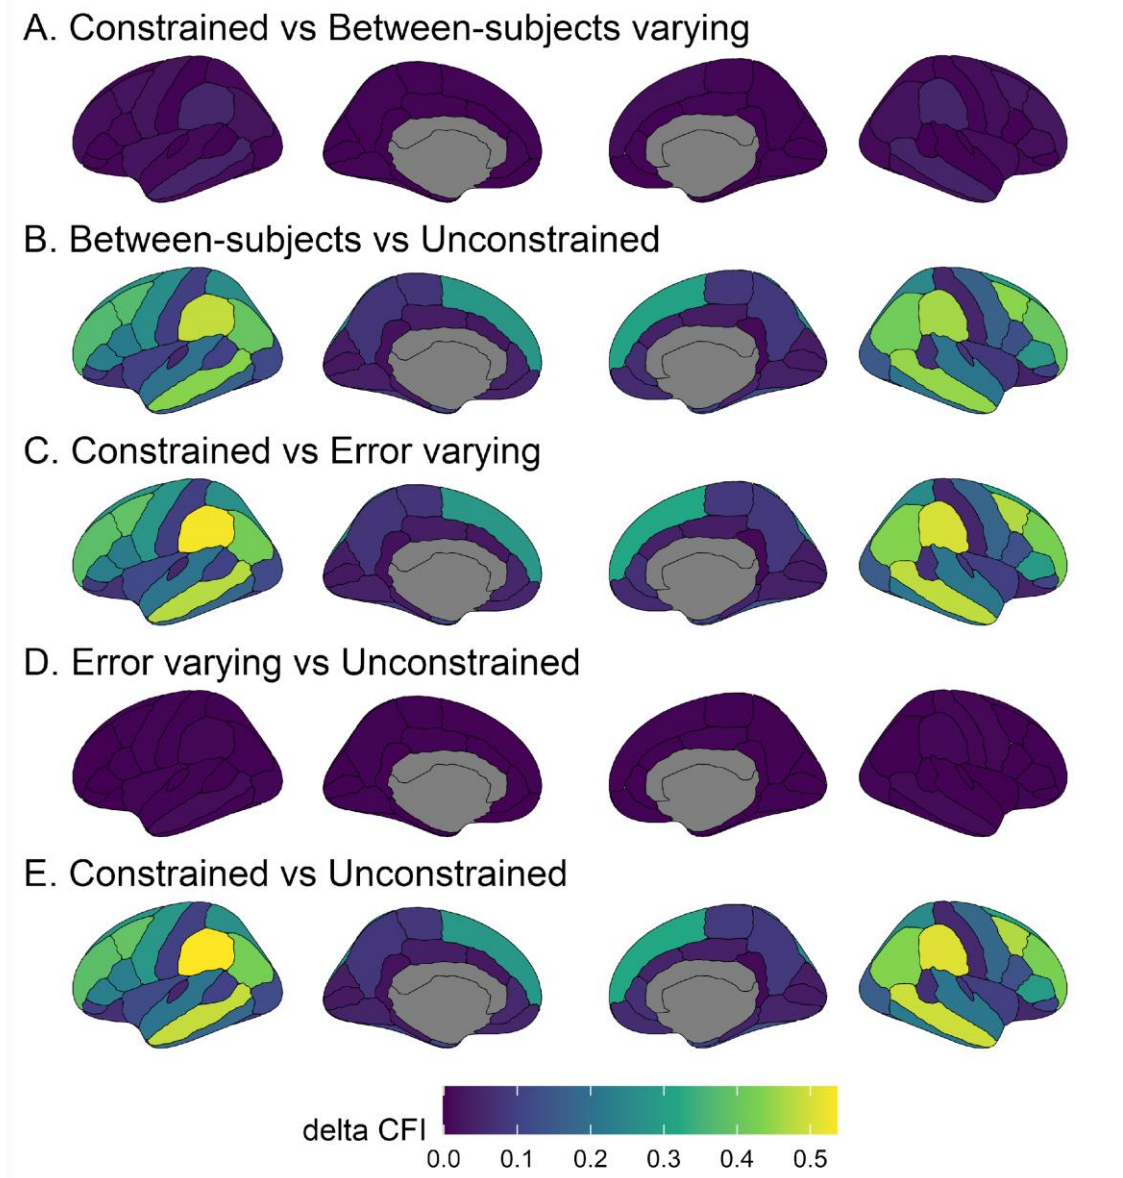 A. Constrained vs Between-subjects varying
B. Between-subjects vs Unconstrained
C. Constrained vs Error varying
D. Error varying vs Unconstrained
E. Constrained vs Unconstrained
delta CFI
0.0 0.1 0.2 0.3 0.4 0.5